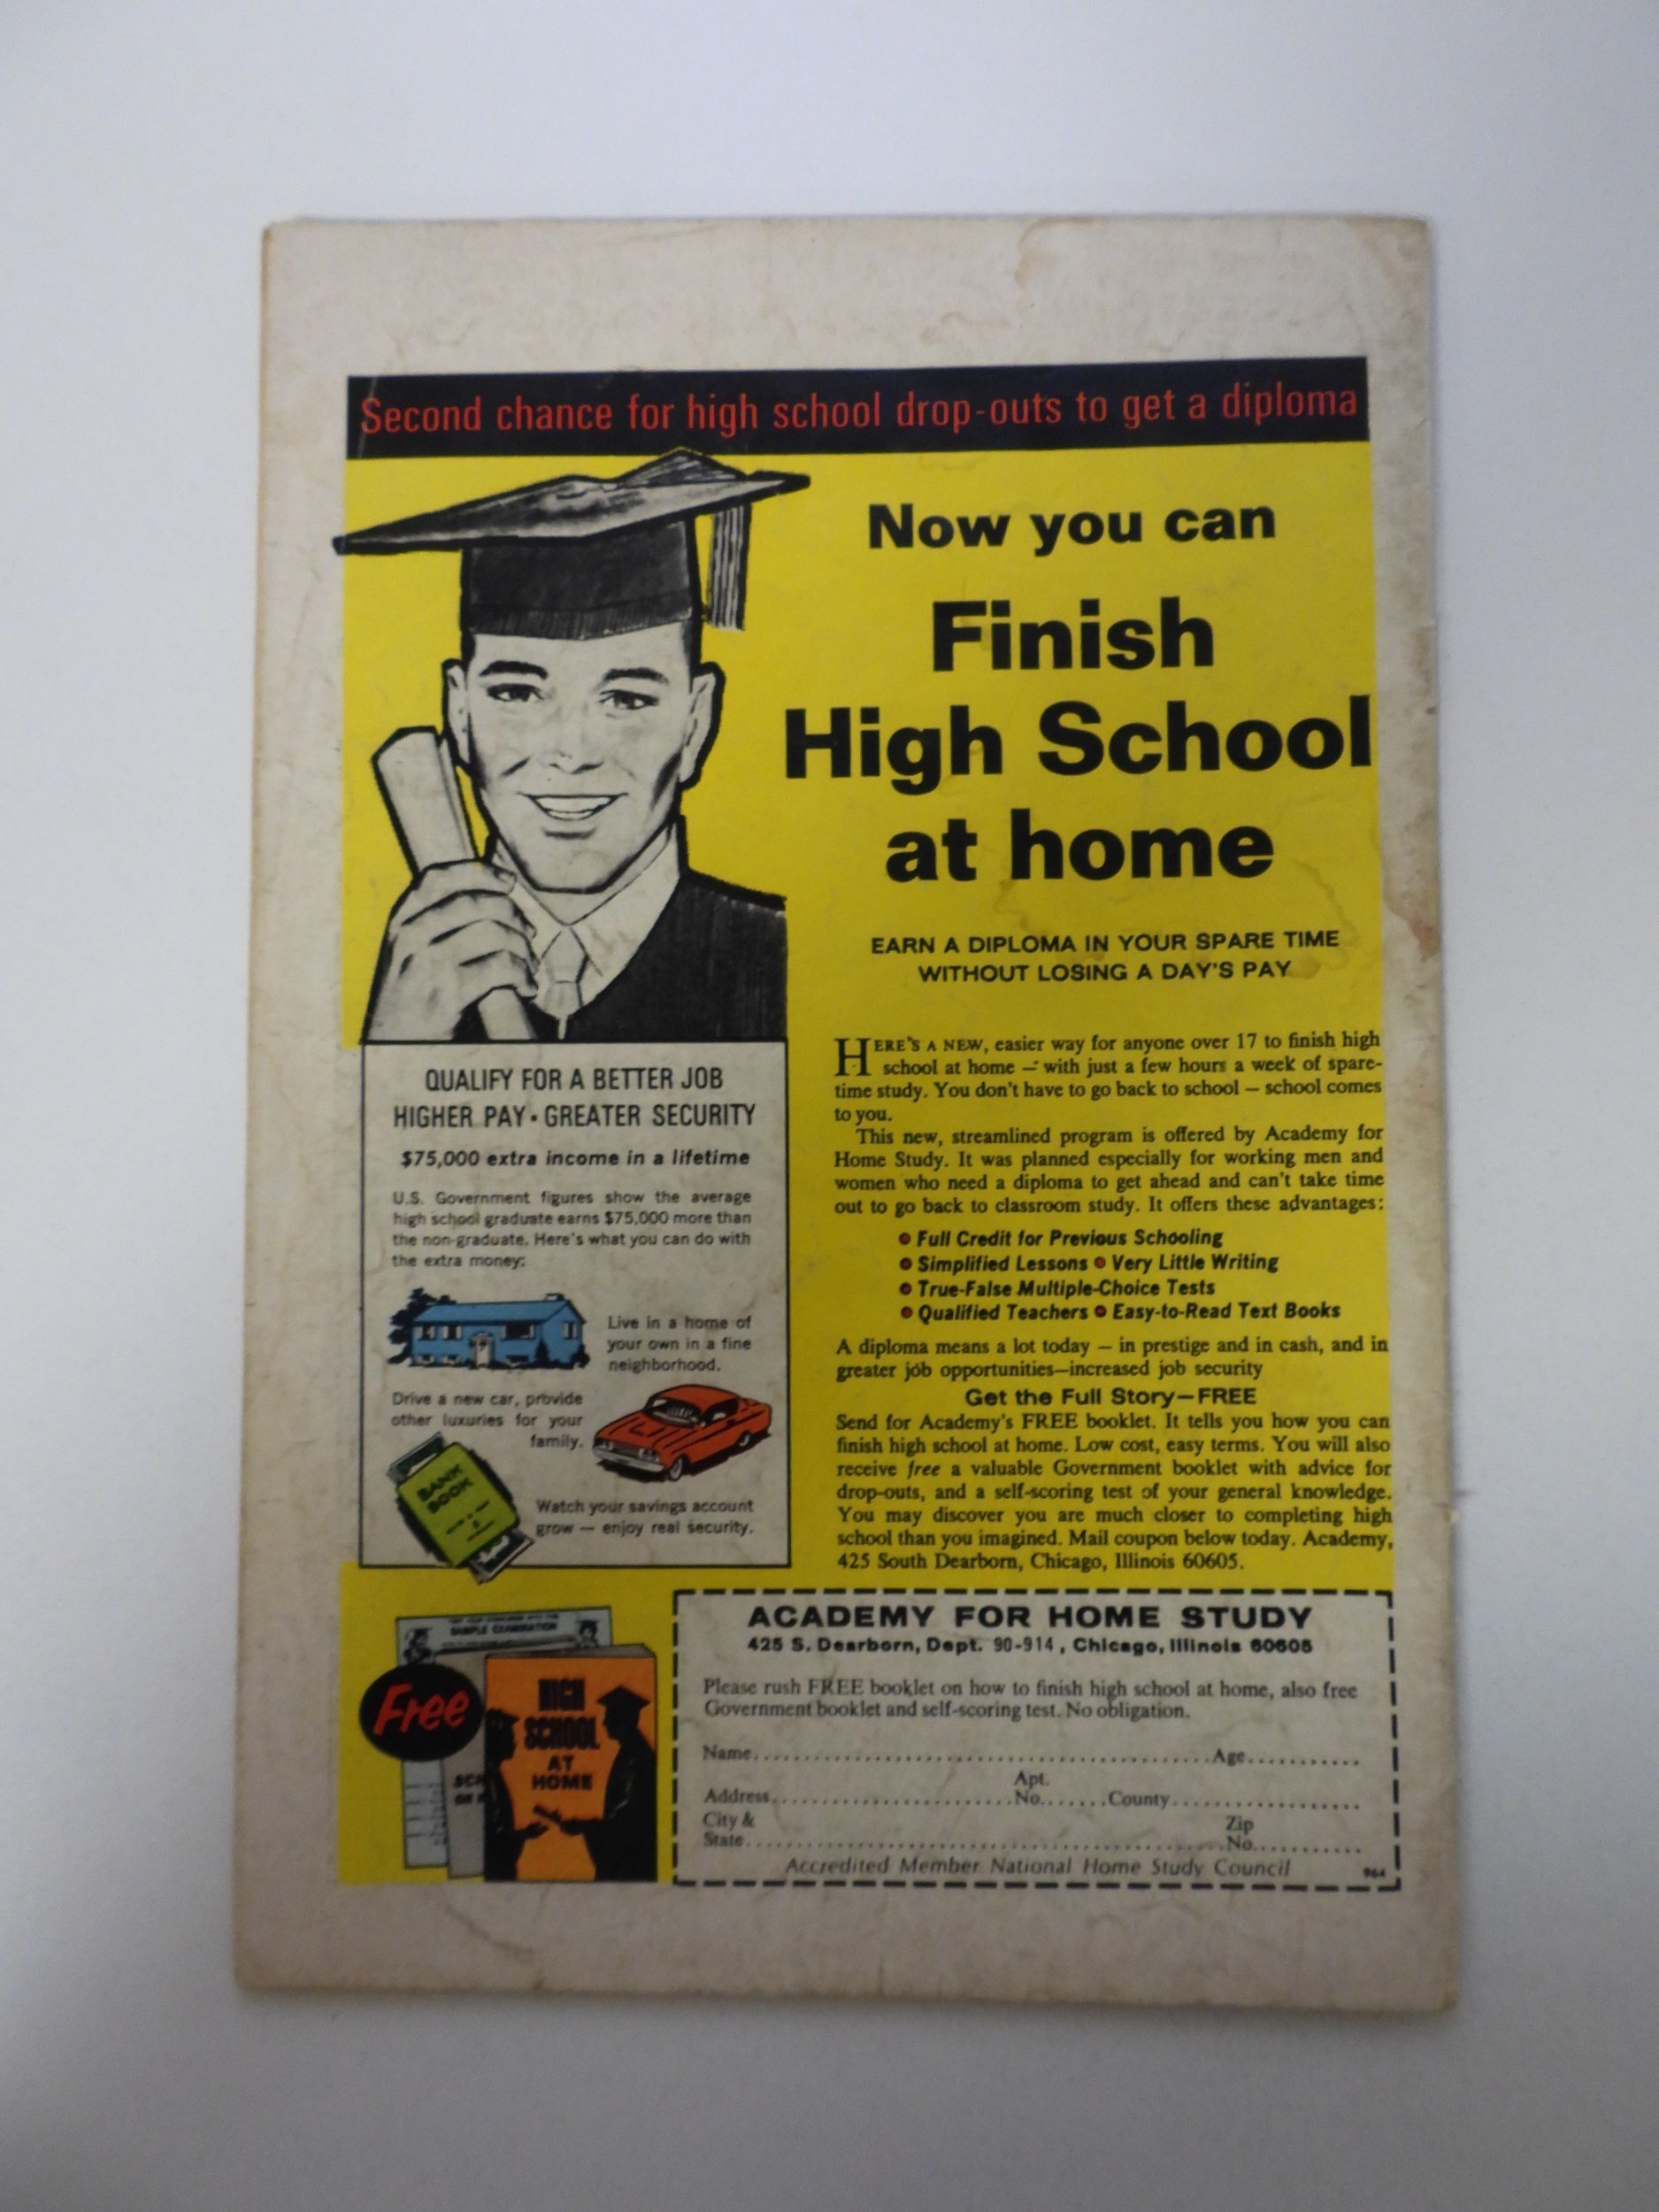 Second chance for high school drop-outs to get a diploma
Now you can
Finish
High School
at home
EARN A DIPLOMA IN YOUR SPARE TIME
WITHOUT LOSING A DAY'S PAY
QUALIFY FOR A BETTER JOB
HIGHER PAY • GREATER SECURITY
$75,000 extra income in a lifetime
U.S. Government figures show the average
high school graduate earns $75,000 more than
the non-graduate. Here's what you can do with
the extra money:
Live in a home of
your own in a fine
neighborhood.
Drive a new car, provide
other luxuries for your
family.
BANK
BOOK
Watch your savings account
grow — enjoy real security.
HERE'S A NEW, easier way for anyone over 17 to finish high
school at home — with just a few hours a week of spare-
time study. You don't have to go back to school — school comes
to you.
This new, streamlined program is offered by Academy for
Home Study. It was planned especially for working men and
women who need a diploma to get ahead and can't take time
out to go back to classroom study. It offers these advantages:
• Full Credit for Previous Schooling
• Simplified Lessons • Very Little Writing
• True-False Multiple-Choice Tests
• Qualified Teachers • Easy-to-Read Text Books
A diploma means a lot today — in prestige and in cash, and in
greater job opportunities—increased job security
Get the Full Story—FREE
Send for Academy's FREE booklet. It tells you how you can
finish high school at home. Low cost, easy terms. You will also
receive free a valuable Government booklet with advice for
drop-outs, and a self-scoring test of your general knowledge.
You may discover you are much closer to completing high
school than you imagined. Mail coupon below today. Academy,
425 South Dearborn, Chicago, Illinois 60605.
SAMPLE EXAMINATION
Free
HIGH
SCHOOL
AT
HOME
ACADEMY FOR HOME STUDY
425 S. Dearborn, Dept. 90-914, Chicago, Illinois 60605
Please rush FREE booklet on how to finish high school at home, also free
Government booklet and self-scoring test. No obligation.
Name..........Age..........
Apt.
Address..........No.......County..........
City & Zip
State..........No..........
Accredited Member National Home Study Council
964